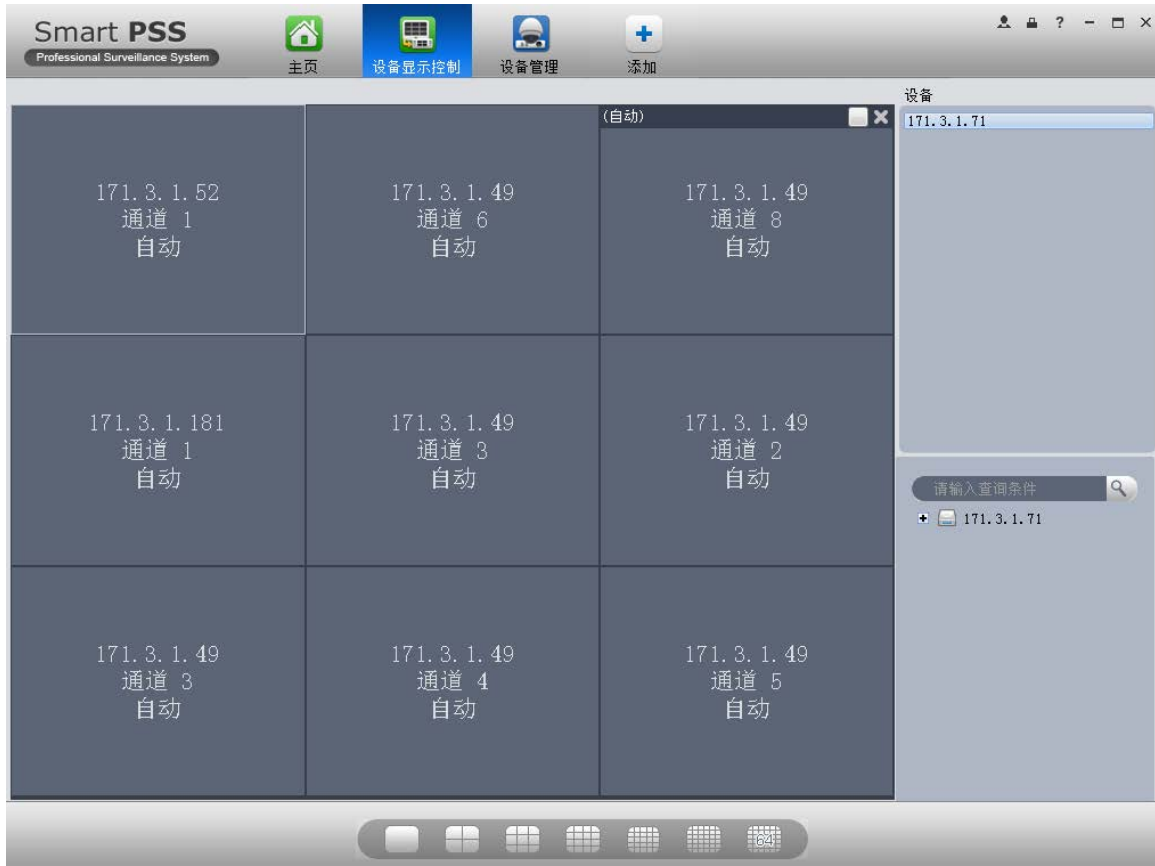 Smart PSS
Professional Surveillance System
主页
设备显示控制
设备管理
添加
?
设备
171.3.1.71
(自动)
171.3.1.52
通道 1
自动
171.3.1.49
通道 6
自动
171.3.1.49
通道 8
自动
171.3.1.181
通道 1
自动
171.3.1.49
通道 3
自动
171.3.1.49
通道 2
自动
171.3.1.49
通道 3
自动
171.3.1.49
通道 4
自动
171.3.1.49
通道 5
自动
请输入查询条件
171.3.1.71
64